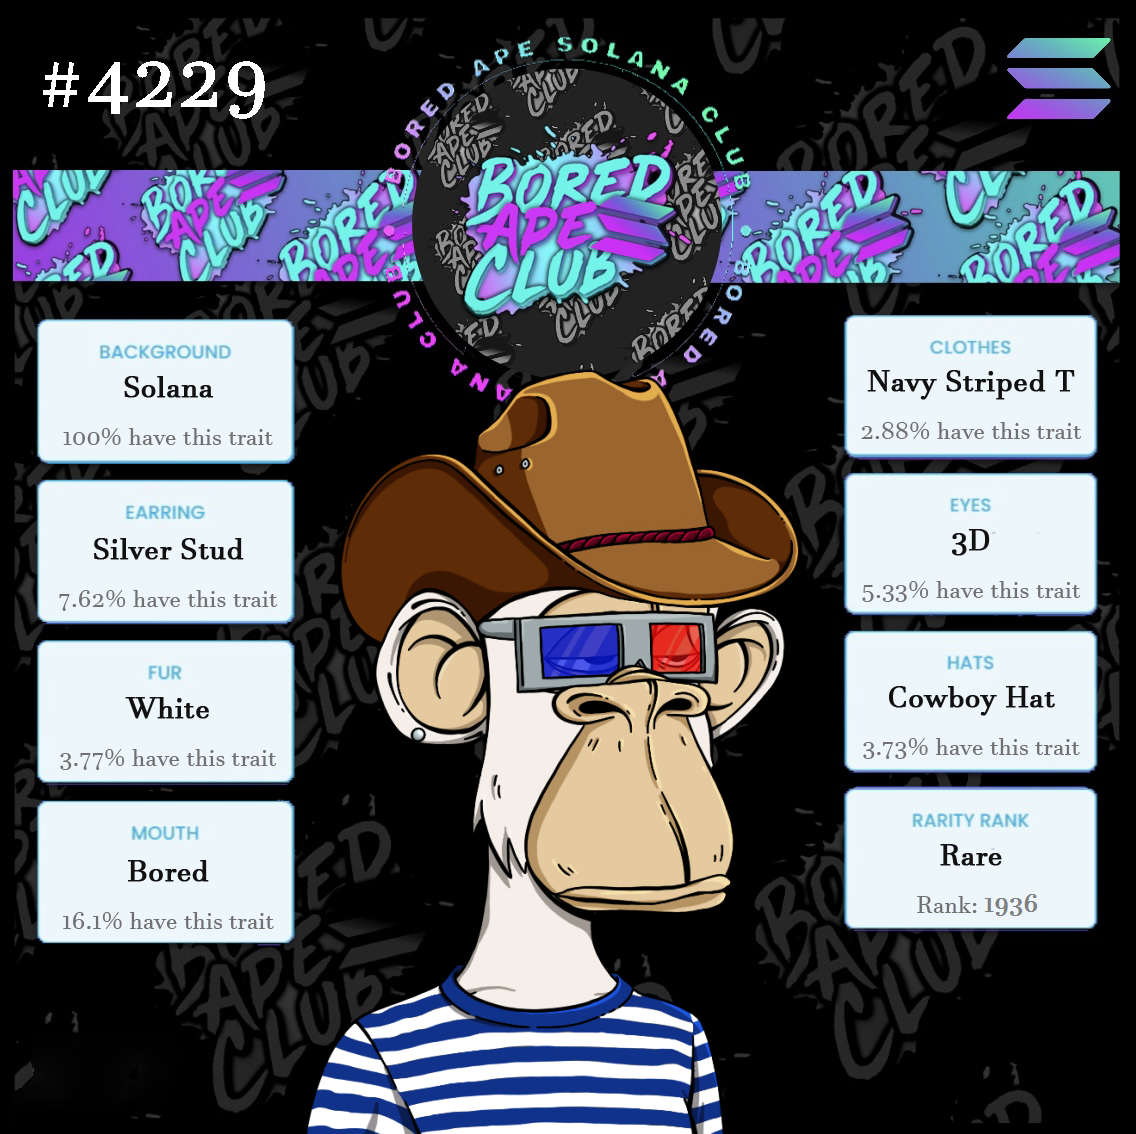 #4229
BORED APE SOLANA CLUB
BORED
APE
CLUB
BACKGROUND
Solana
100% have this trait
EARRING
Silver Stud
7.62% have this trait
FUR
White
3.77% have this trait
MOUTH
Bored
16.1% have this trait
CLOTHES
Navy Striped T
2.88% have this trait
EYES
3D
5.33% have this trait
HATS
Cowboy Hat
3.73% have this trait
RARITY RANK
Rare
Rank: 1936